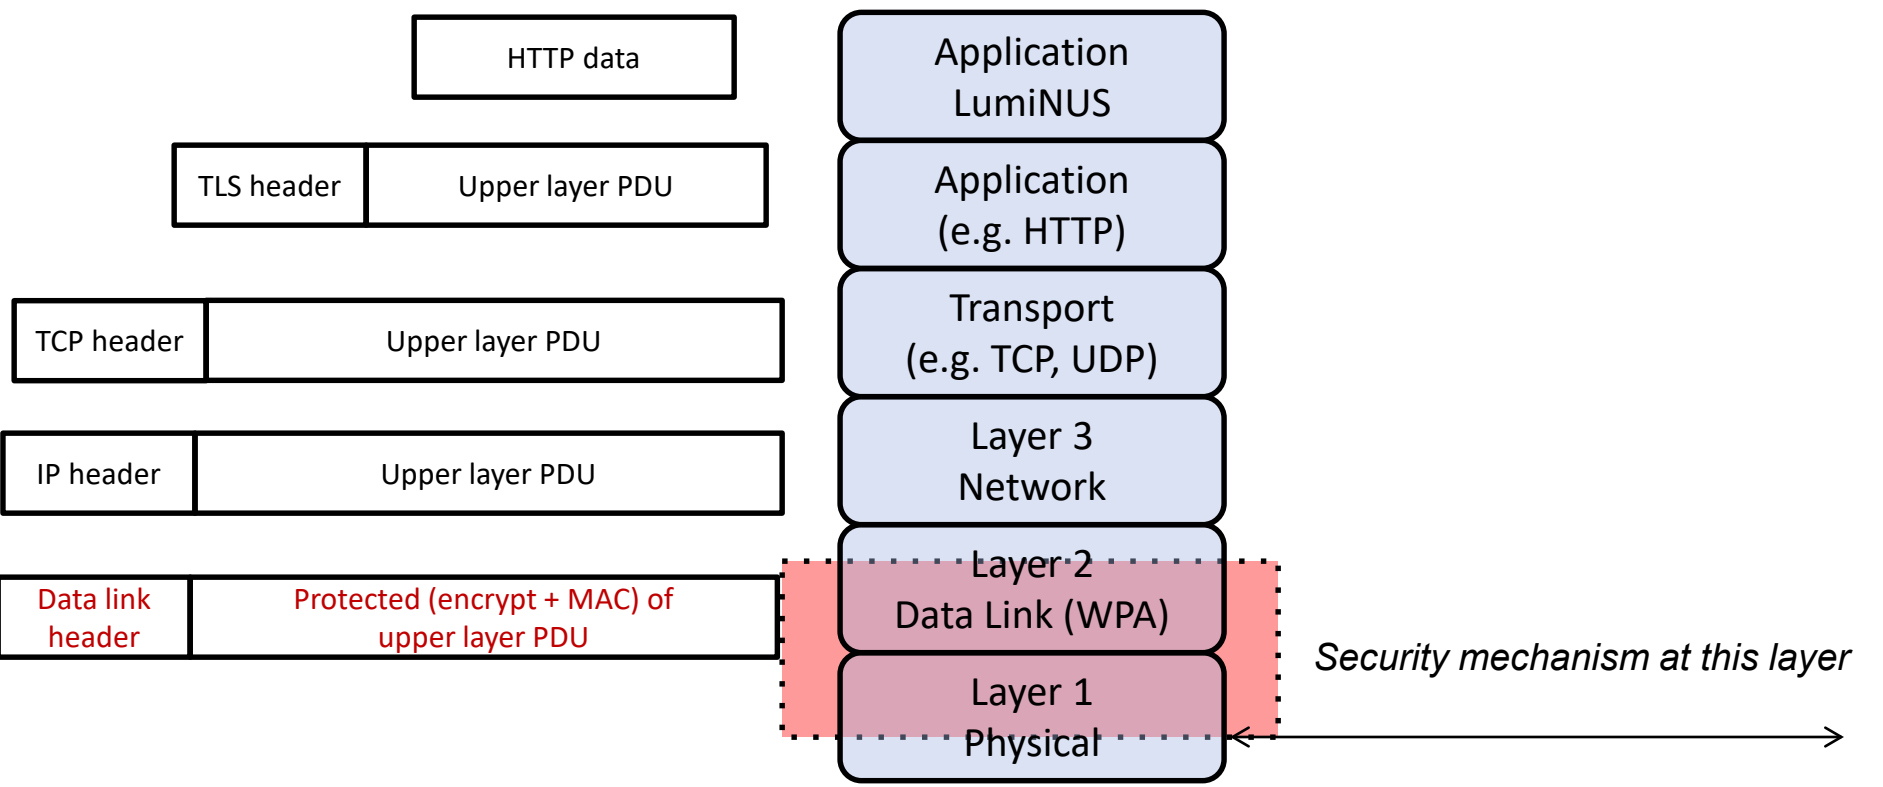 HTTP data
Application
LumiNUS
TLS header
Upper layer PDU
Application
(e.g. HTTP)
TCP header
Upper layer PDU
Transport
(e.g. TCP, UDP)
IP header
Upper layer PDU
Layer 3
Network
Data link
header
Protected (encrypt + MAC) of
upper layer PDU
Layer 2
Data Link (WPA)
Security mechanism at this layer
Layer 1
Physical